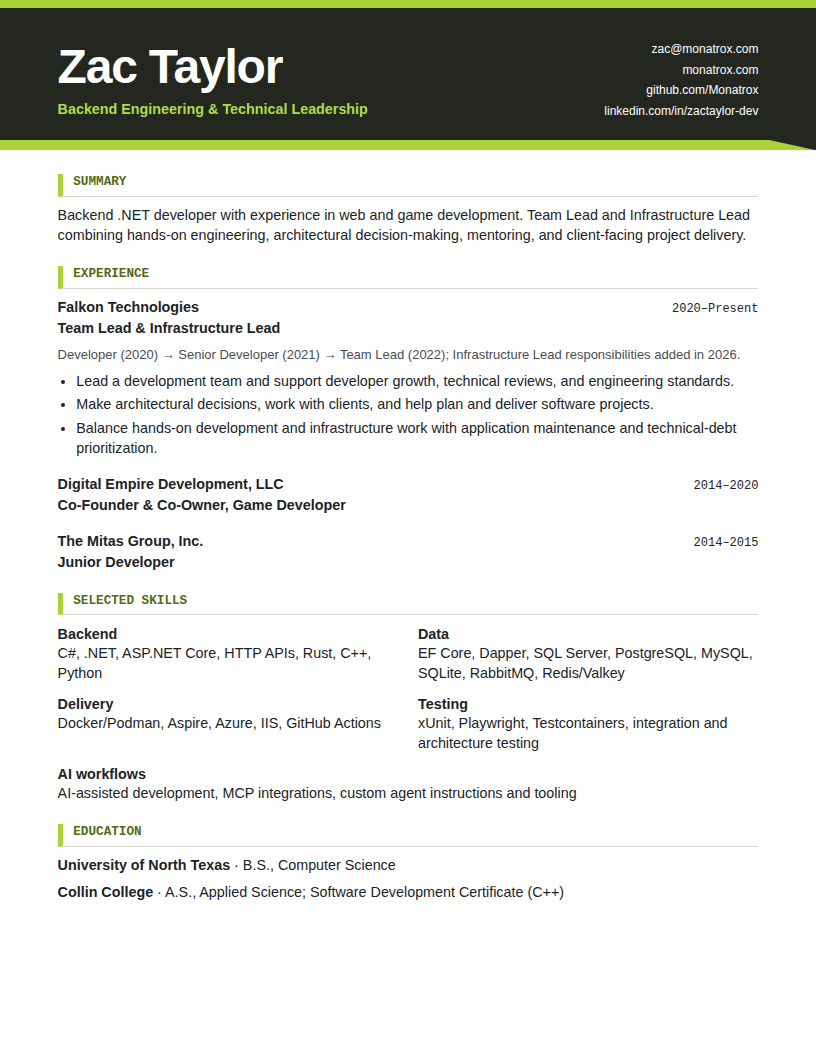 Zac Taylor
Backend Engineering & Technical Leadership
zac@monatrox.com
monatrox.com
github.com/Monatrox
linkedin.com/in/zactaylor-dev
SUMMARY
Backend .NET developer with experience in web and game development. Team Lead and Infrastructure Lead
combining hands-on engineering, architectural decision-making, mentoring, and client-facing project delivery.
EXPERIENCE
Falkon Technologies 2020–Present
Team Lead & Infrastructure Lead
Developer (2020) → Senior Developer (2021) → Team Lead (2022); Infrastructure Lead responsibilities added in 2026.
• Lead a development team and support developer growth, technical reviews, and engineering standards.
• Make architectural decisions, work with clients, and help plan and deliver software projects.
• Balance hands-on development and infrastructure work with application maintenance and technical-debt
prioritization.
Digital Empire Development, LLC 2014–2020
Co-Founder & Co-Owner, Game Developer
The Mitas Group, Inc. 2014–2015
Junior Developer
SELECTED SKILLS
Backend
C#, .NET, ASP.NET Core, HTTP APIs, Rust, C++,
Python
Data
EF Core, Dapper, SQL Server, PostgreSQL, MySQL,
SQLite, RabbitMQ, Redis/Valkey
Delivery
Docker/Podman, Aspire, Azure, IIS, GitHub Actions
Testing
xUnit, Playwright, Testcontainers, integration and
architecture testing
AI workflows
AI-assisted development, MCP integrations, custom agent instructions and tooling
EDUCATION
University of North Texas · B.S., Computer Science
Collin College · A.S., Applied Science; Software Development Certificate (C++)